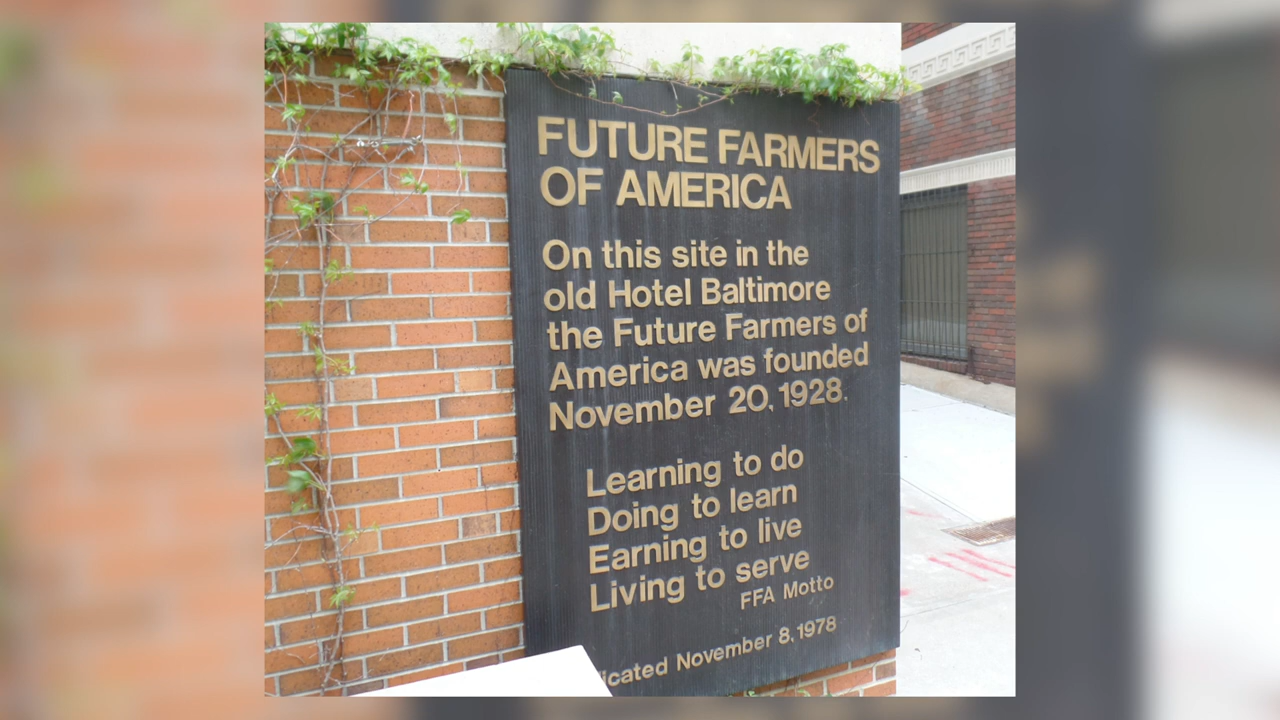 FUTURE FARMERS
OF AMERICA
On this site in the
old Hotel Baltimore
the Future Farmers of
America was founded
November 20, 1928.
Learning to do
Doing to learn
Earning to live
Living to serve
FFA Motto
icated November 8, 1978